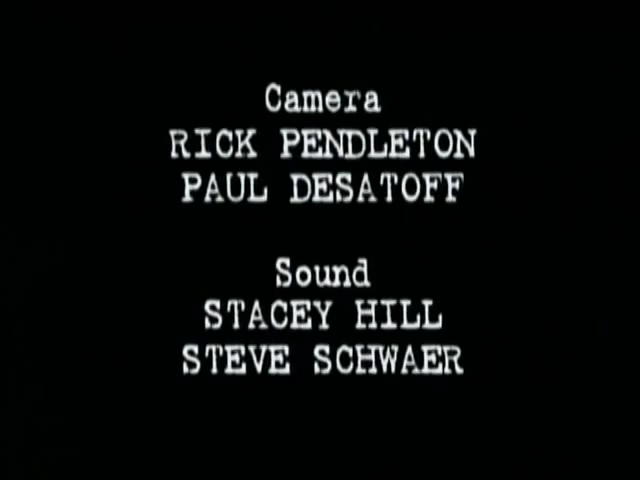 Camera
RICK PENDLETON
PAUL DESATOFF
Sound
STACEY HILL
STEVE SCHWAER